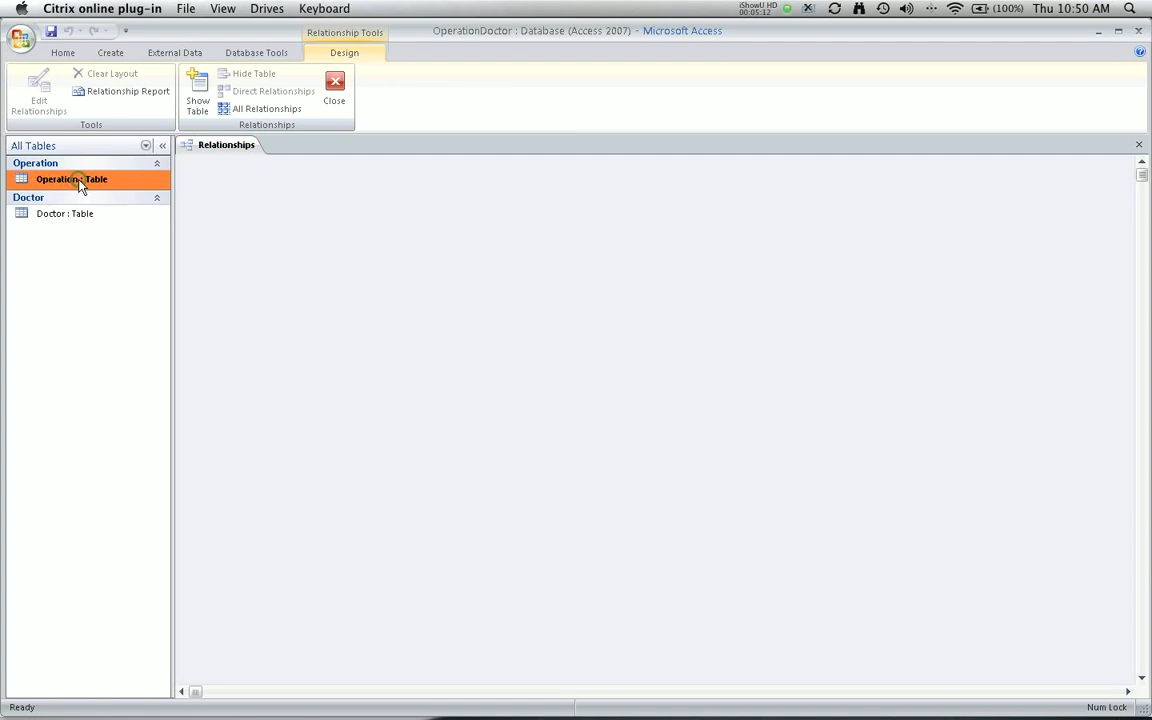 Citrix online plug-in File View Drives Keyboard iShowU HD 00:05:12 (100%) Thu 10:50 AM
Relationship Tools OperationDoctor : Database (Access 2007) - Microsoft Access
Home Create External Data Database Tools Design
Edit Relationships
Clear Layout
Relationship Report
Tools
Show Table
Hide Table
Direct Relationships
All Relationships
Close
Relationships
All Tables
Relationships
Operation
Operation : Table
Doctor
Doctor : Table
Ready Num Lock